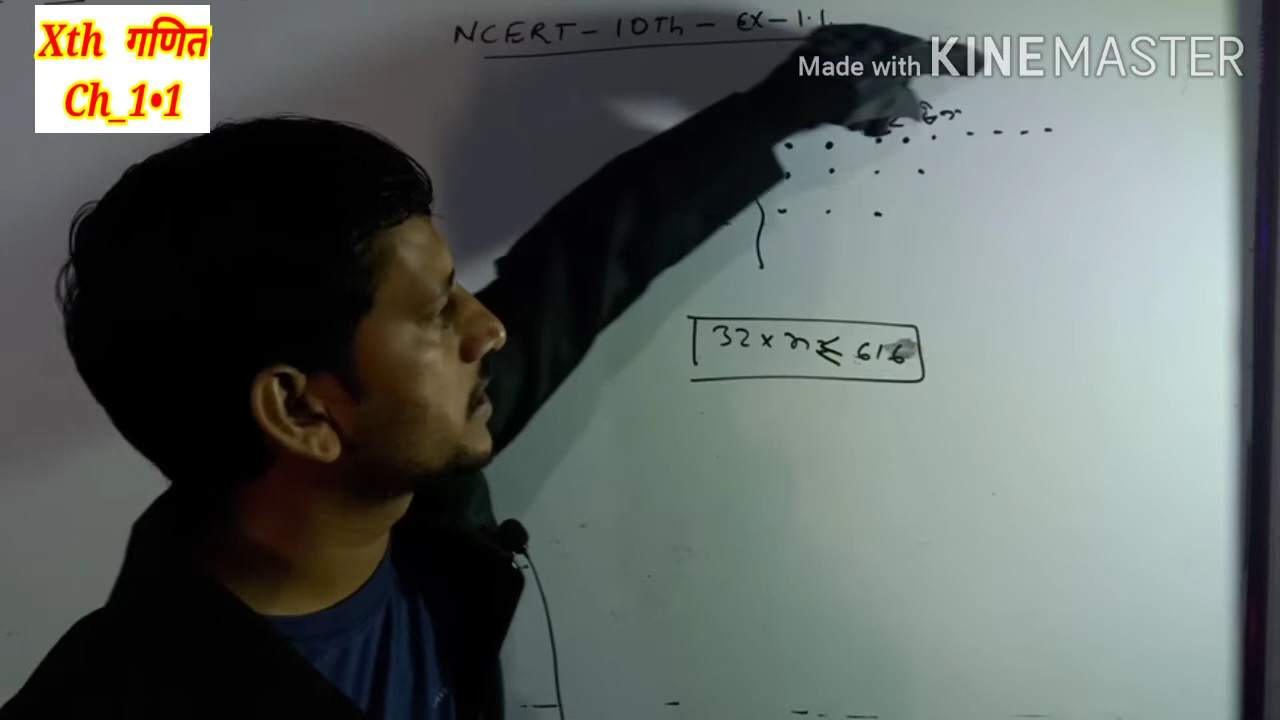 Xth गणित
Ch_1•1
NCERT - 10Th - EX - 1.1
Made with KINEMASTER
32 × n ≤ 616